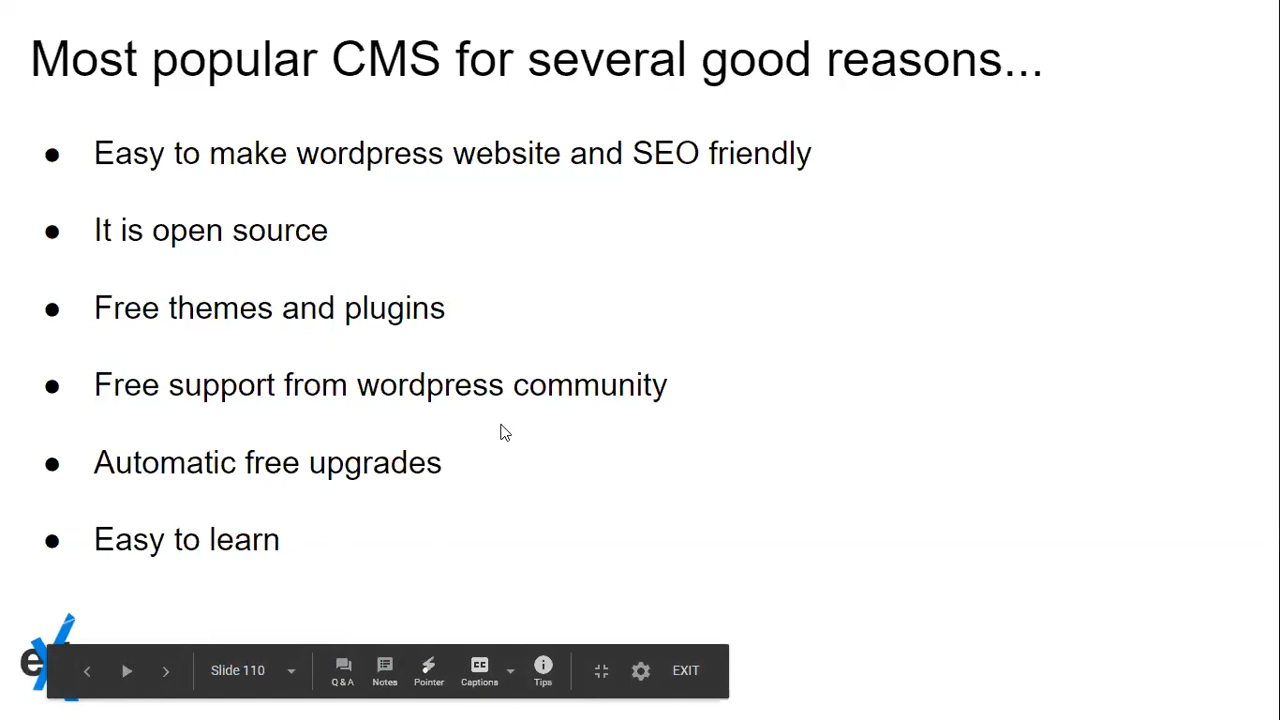 Most popular CMS for several good reasons...
● Easy to make wordpress website and SEO friendly
● It is open source
● Free themes and plugins
● Free support from wordpress community
● Automatic free upgrades
● Easy to learn
Slide 110 Q & A Notes Pointer CC Captions Tips EXIT